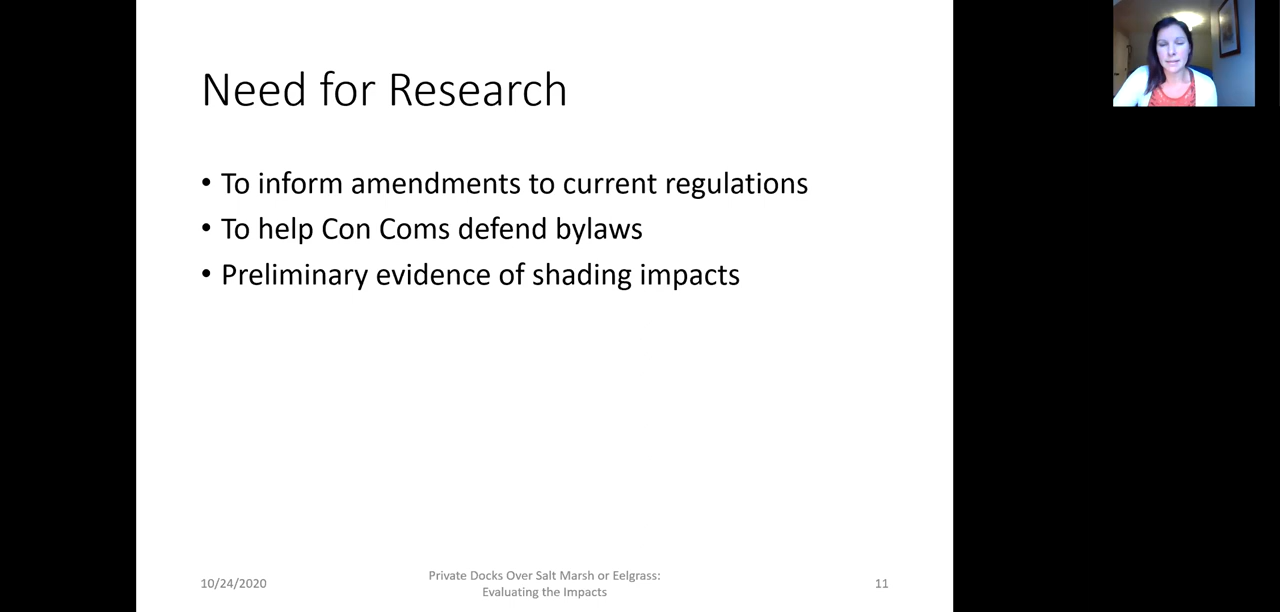 Need for Research
• To inform amendments to current regulations
• To help Con Coms defend bylaws
• Preliminary evidence of shading impacts
10/24/2020
Private Docks Over Salt Marsh or Eelgrass:
Evaluating the Impacts
11